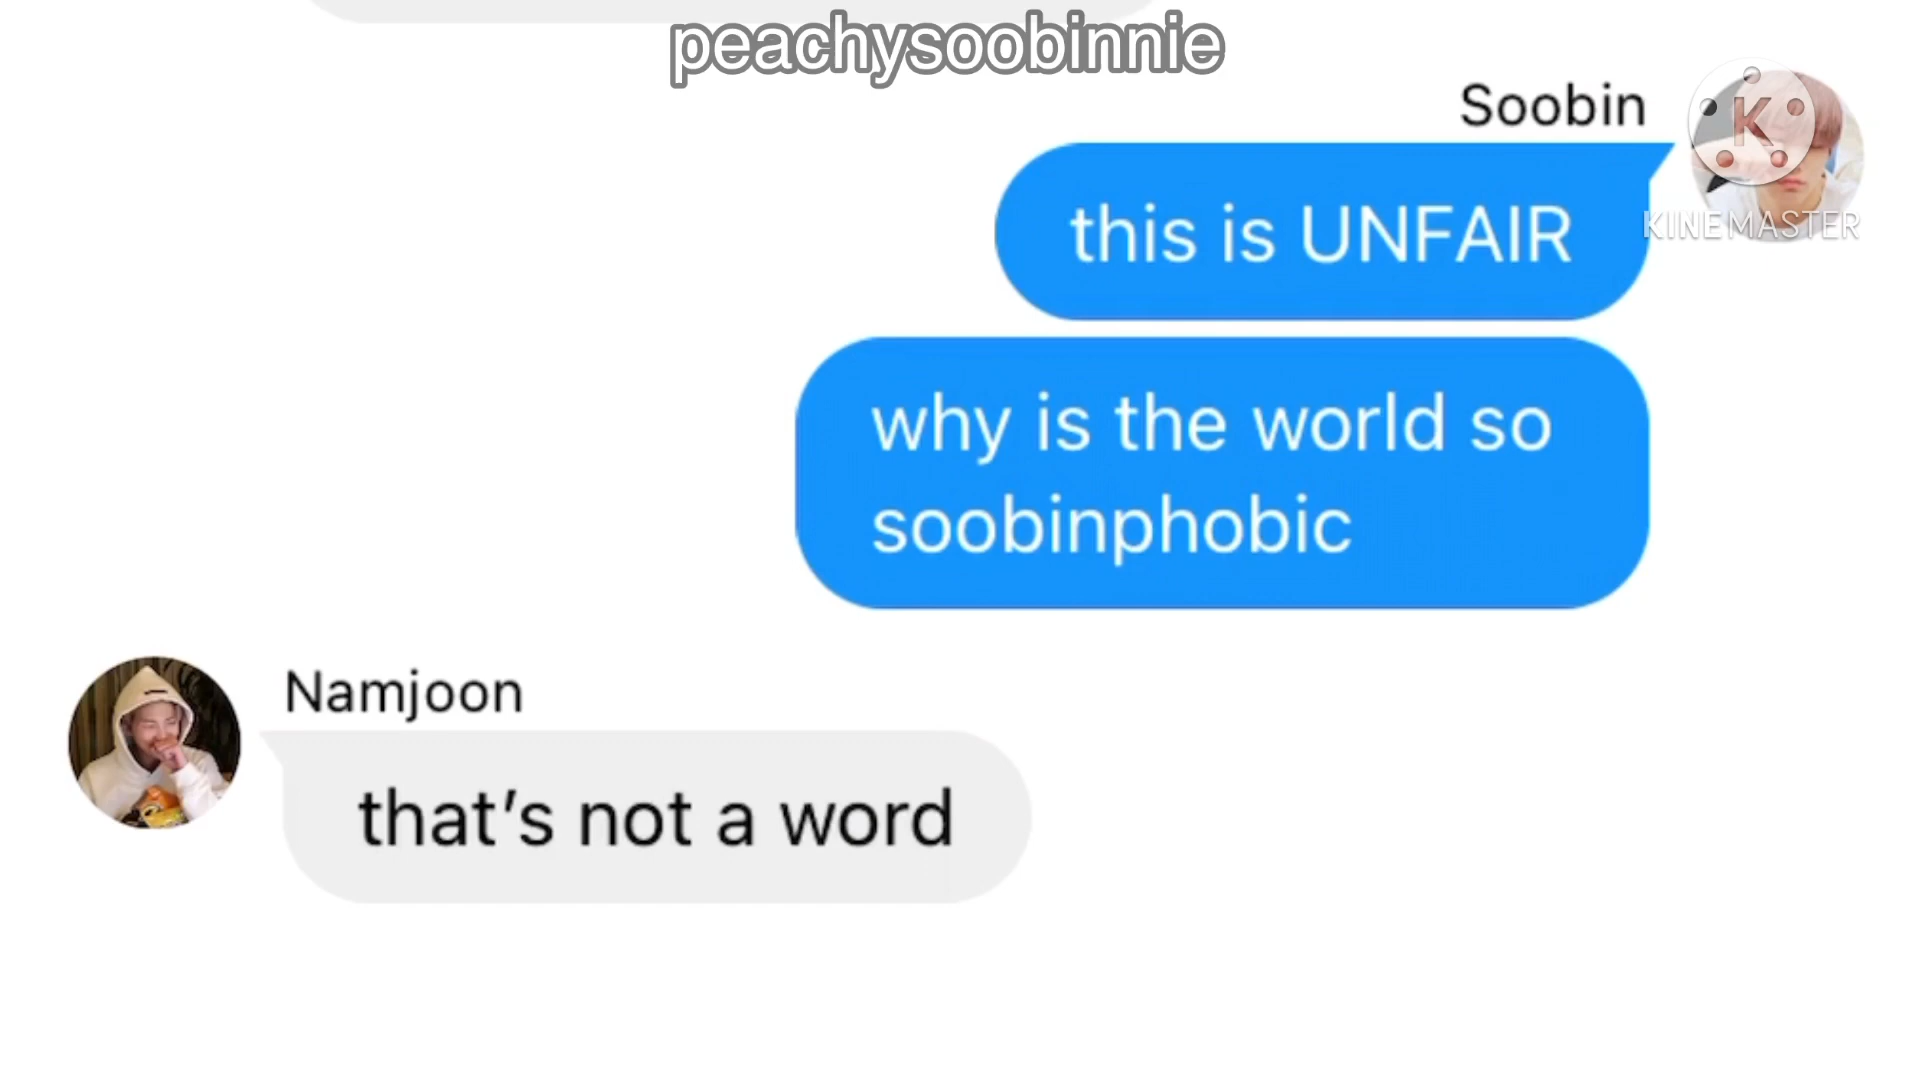 peachysoobinnie
Soobin
K
KINEMASTER
this is UNFAIR
why is the world so
soobinphobic
Namjoon
that’s not a word